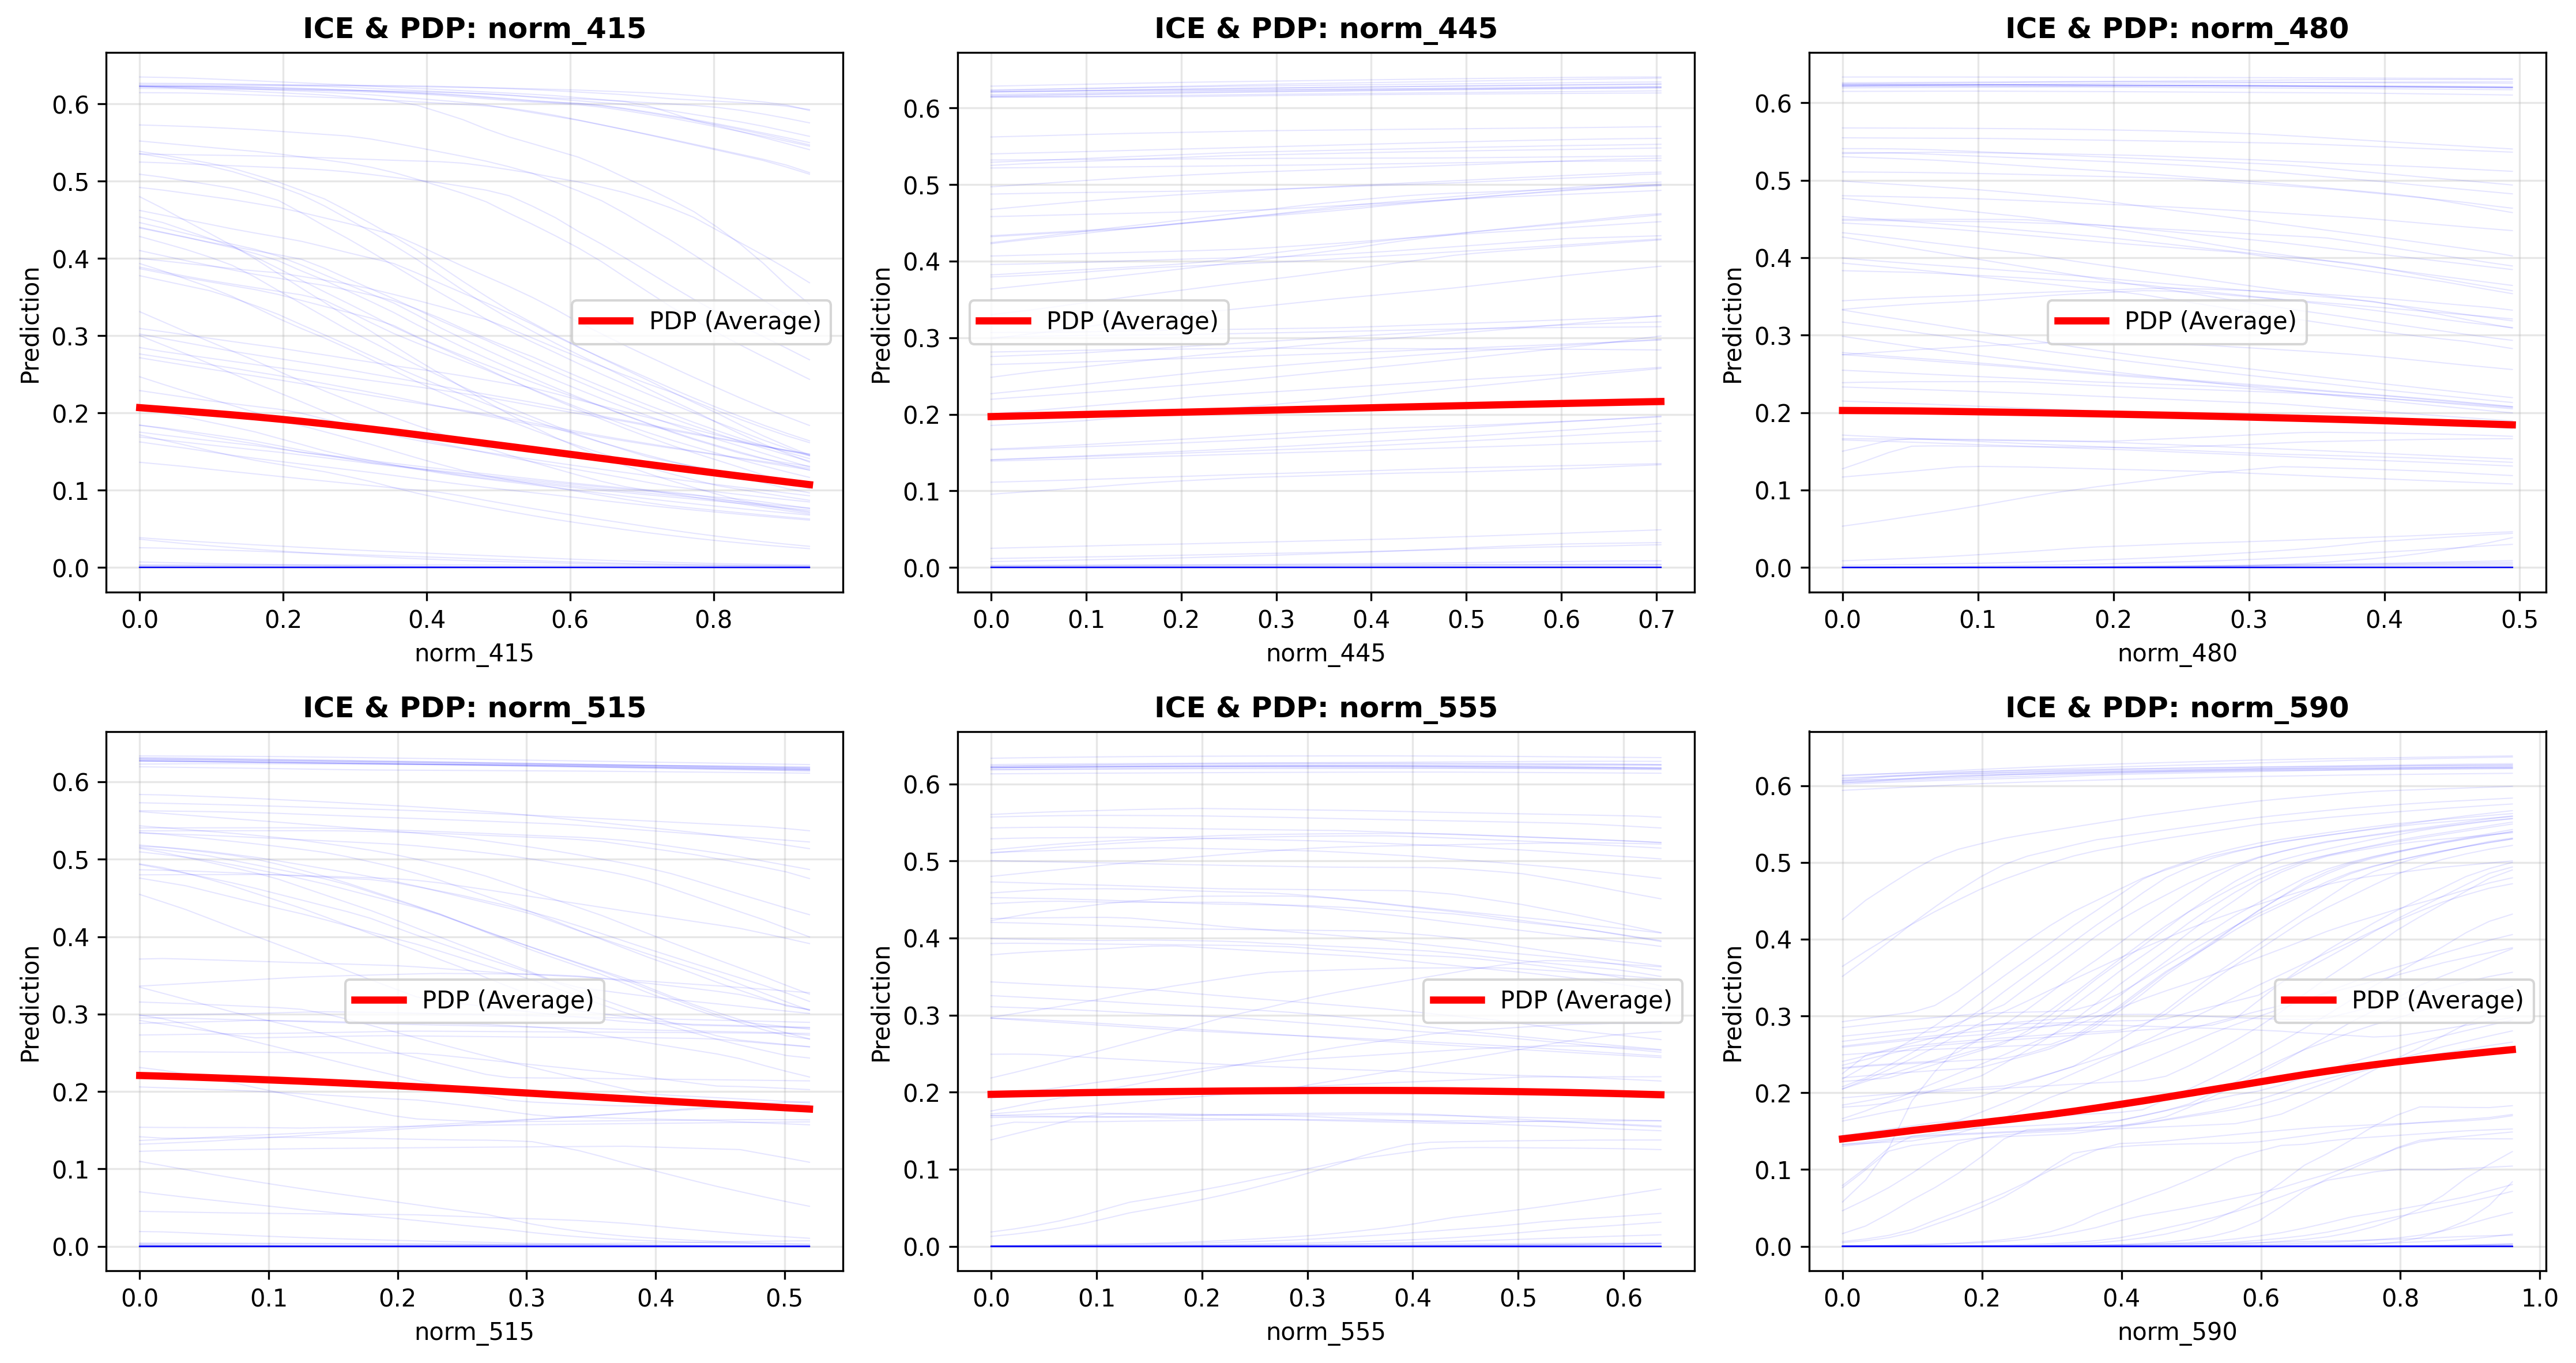 ICE & PDP: norm_415
Prediction
0.6
0.5
0.4
0.3
0.2
0.1
0.0
PDP (Average)
0.0 0.2 0.4 0.6 0.8
norm_415
ICE & PDP: norm_445
Prediction
0.6
0.5
0.4
0.3
0.2
0.1
0.0
PDP (Average)
0.0 0.1 0.2 0.3 0.4 0.5 0.6 0.7
norm_445
ICE & PDP: norm_480
Prediction
0.6
0.5
0.4
0.3
0.2
0.1
0.0
PDP (Average)
0.0 0.1 0.2 0.3 0.4 0.5
norm_480
ICE & PDP: norm_515
Prediction
0.6
0.5
0.4
0.3
0.2
0.1
0.0
PDP (Average)
0.0 0.1 0.2 0.3 0.4 0.5
norm_515
ICE & PDP: norm_555
Prediction
0.6
0.5
0.4
0.3
0.2
0.1
0.0
PDP (Average)
0.0 0.1 0.2 0.3 0.4 0.5 0.6
norm_555
ICE & PDP: norm_590
Prediction
0.6
0.5
0.4
0.3
0.2
0.1
0.0
PDP (Average)
0.0 0.2 0.4 0.6 0.8 1.0
norm_590